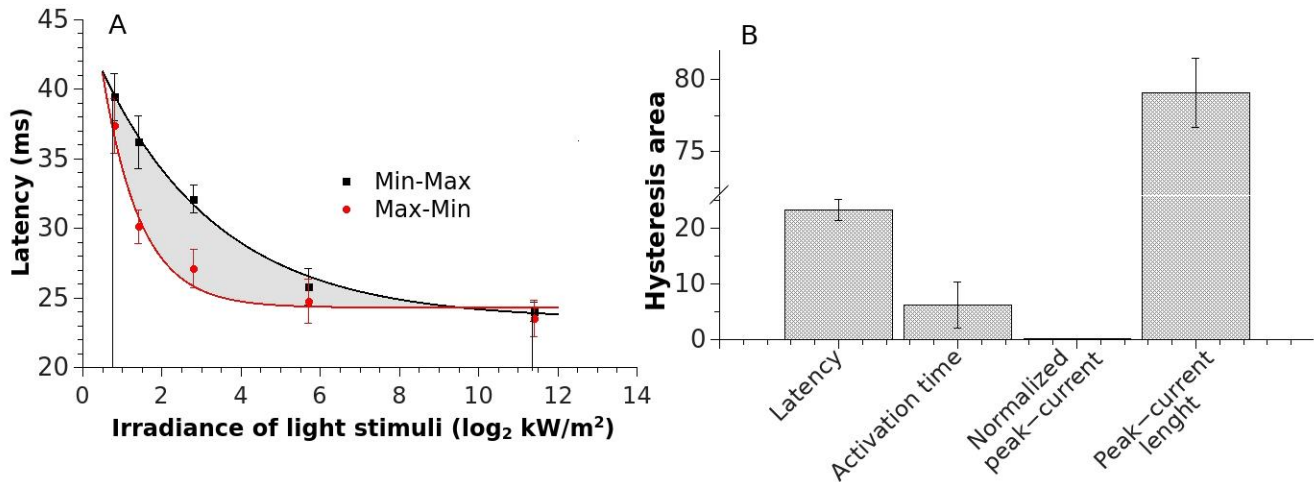 A
45
40
35
30
25
20
Latency (ms)
Min-Max
Max-Min
0
2
4
6
8
10
12
14
Irradiance of light stimuli (log₂ kW/m²)
B
80
75
20
10
0
Hysteresis area
Latency
Activation time
Normalized
peak−current
Peak−current
lenght